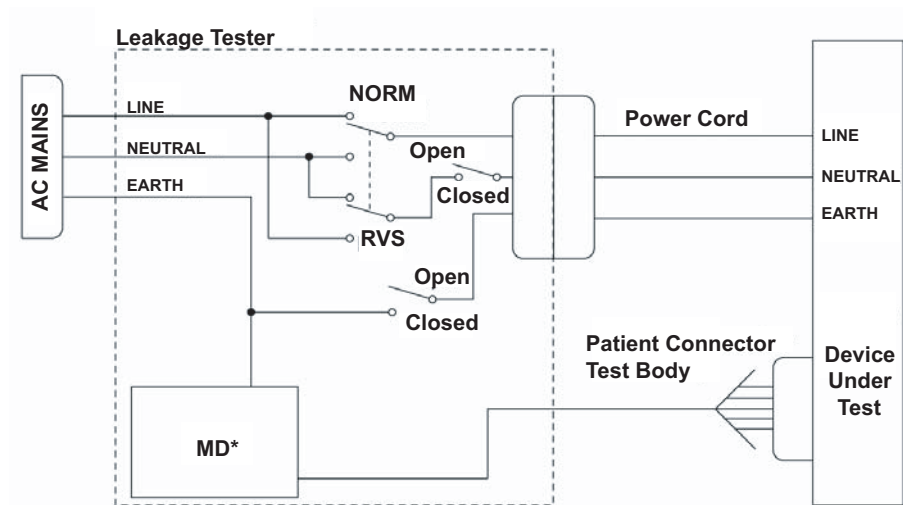 Leakage Tester
AC MAINS
LINE
NEUTRAL
EARTH
NORM
RVS
Open
Closed
Open
Closed
MD*
Power Cord
LINE
NEUTRAL
EARTH
Patient Connector
Test Body
Device
Under
Test